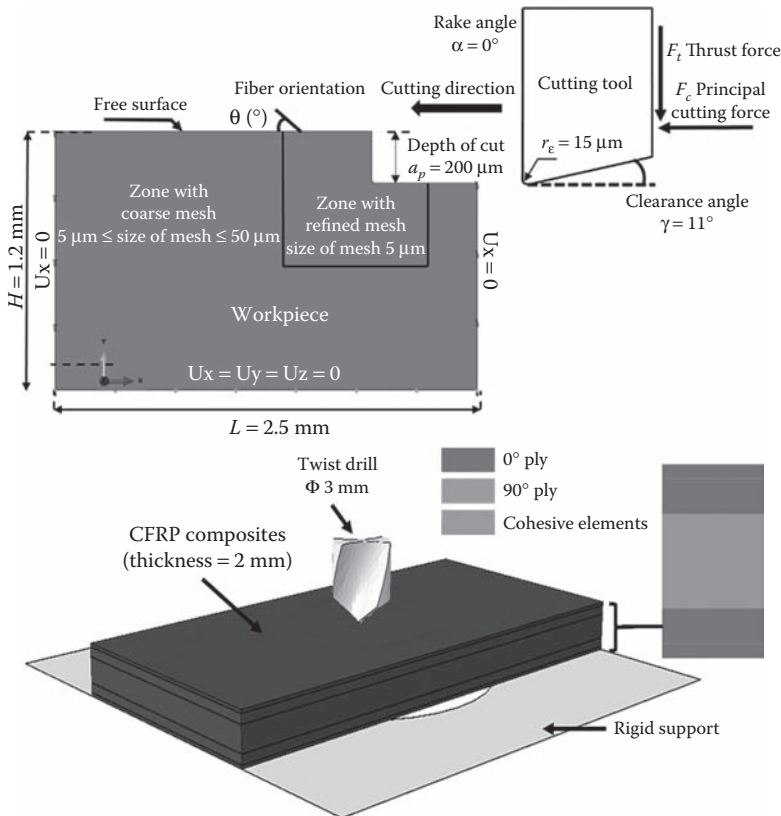 Rake angle
α = 0°
Cutting tool
Fₜ Thrust force
F_c Principal
cutting force
Cutting direction
Fiber orientation
θ (°)
Free surface
r_ε = 15 μm
Depth of cut
aₚ = 200 μm
Clearance angle
γ = 11°
Zone with
coarse mesh
5 μm ≤ size of mesh ≤ 50 μm
Zone with
refined mesh
size of mesh 5 μm
H = 1.2 mm
Ux = 0
Ux = 0
Workpiece
Y
X
Ux = Uy = Uz = 0
L = 2.5 mm
Twist drill
Φ 3 mm
0° ply
90° ply
Cohesive elements
CFRP composites
(thickness = 2 mm)
Rigid support